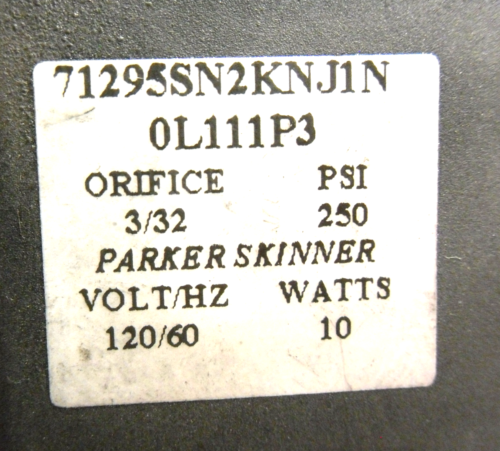 71295SN2KNJ1N
0L111P3
ORIFICE PSI
3/32 250
PARKER SKINNER
VOLT/HZ WATTS
120/60 10